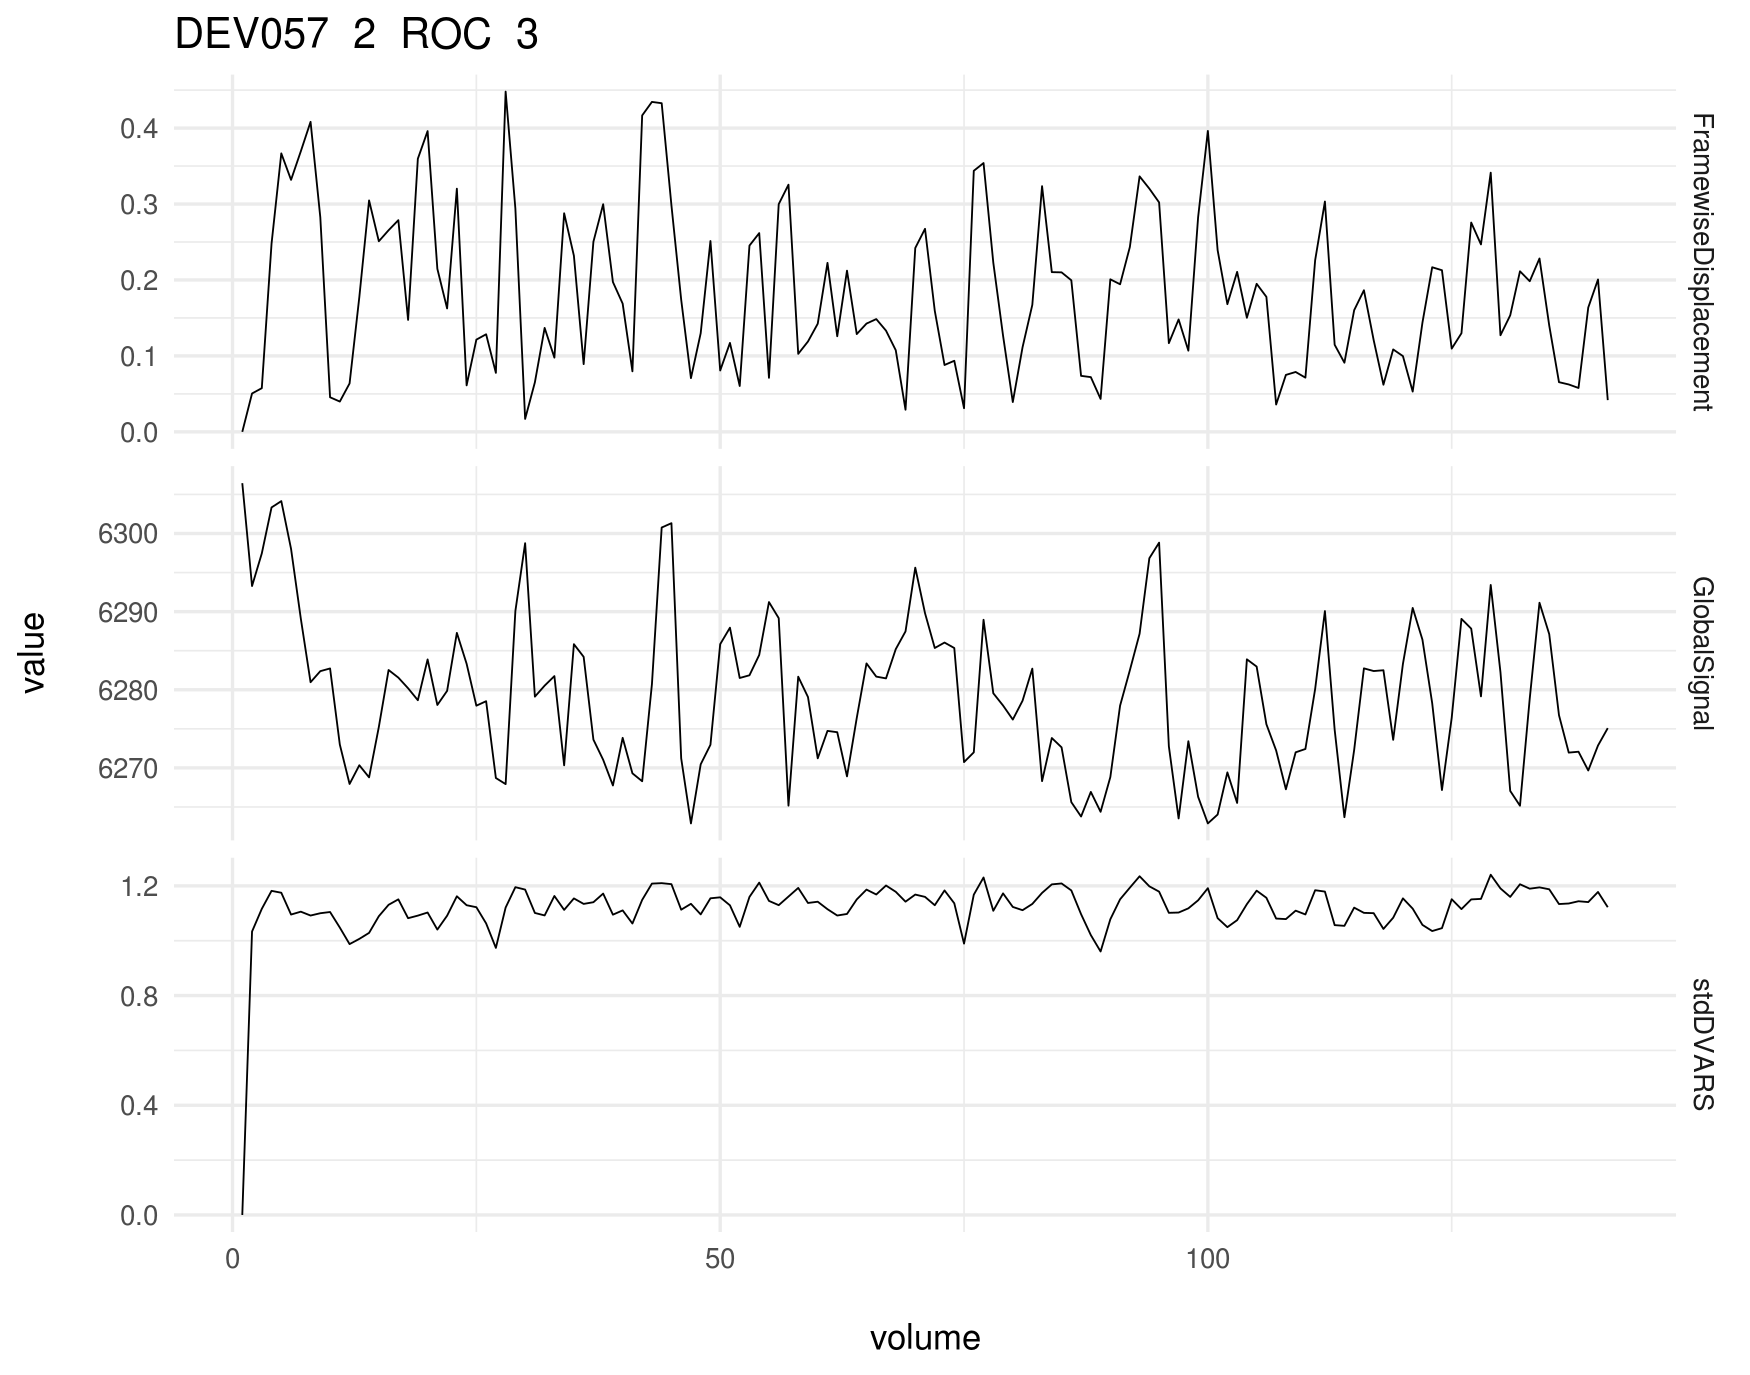 DEV057 2 ROC 3
value
0.4
0.3
0.2
0.1
0.0
FramewiseDisplacement
6300
6290
6280
6270
GlobalSignal
1.2
0.8
0.4
0.0
stdDVARS
0 50 100
volume